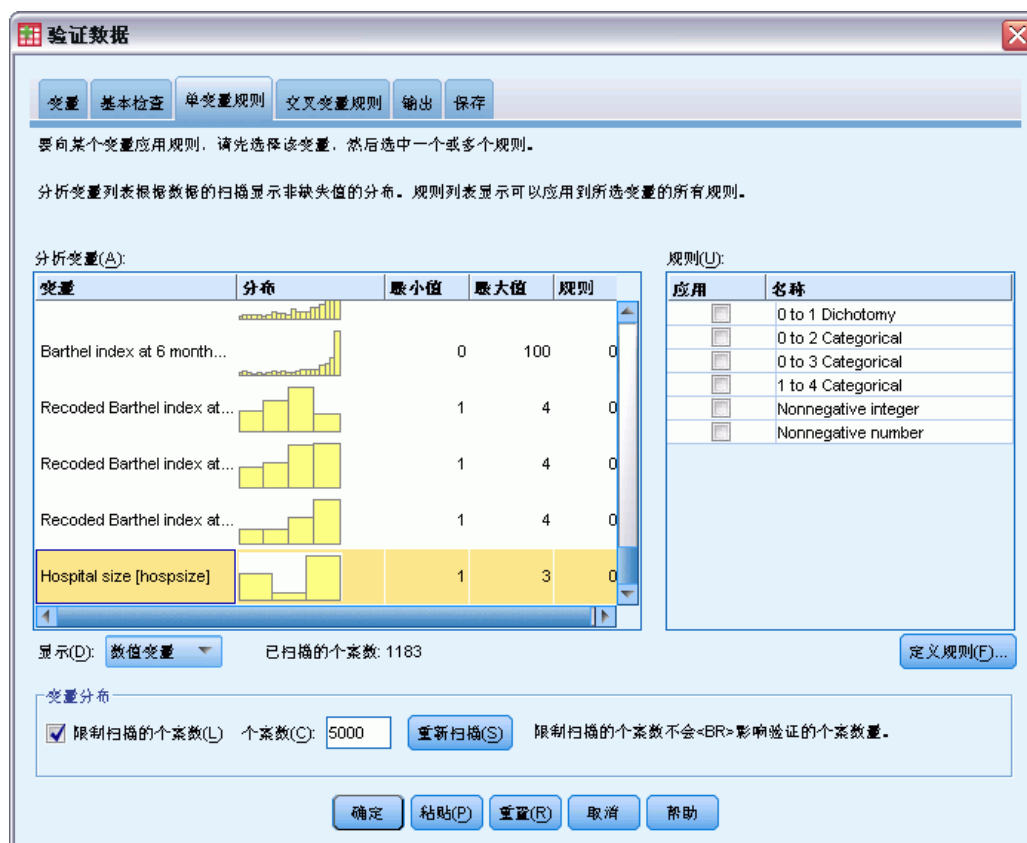 验证数据
变量 基本检查 单变量规则 交叉变量规则 输出 保存
要向某个变量应用规则，请先选择该变量，然后选中一个或多个规则。
分析变量列表根据数据的扫描显示非缺失值的分布。规则列表显示可以应用到所选变量的所有规则。
分析变量(A):
变量 分布 最小值 最大值 规则
Barthel index at 6 month... 0 100 0
Recoded Barthel index at... 1 4 0
Recoded Barthel index at... 1 4 0
Recoded Barthel index at... 1 4 0
Hospital size [hospsize] 1 3 0
规则(U):
应用 名称
0 to 1 Dichotomy
0 to 2 Categorical
0 to 3 Categorical
1 to 4 Categorical
Nonnegative integer
Nonnegative number
显示(D): 数值变量 已扫描的个案数: 1183
定义规则(F)...
变量分布
限制扫描的个案数(L) 个案数(C): 5000 重新扫描(S) 限制扫描的个案数不会<BR>影响验证的个案数量。
确定 粘贴(P) 重置(R) 取消 帮助